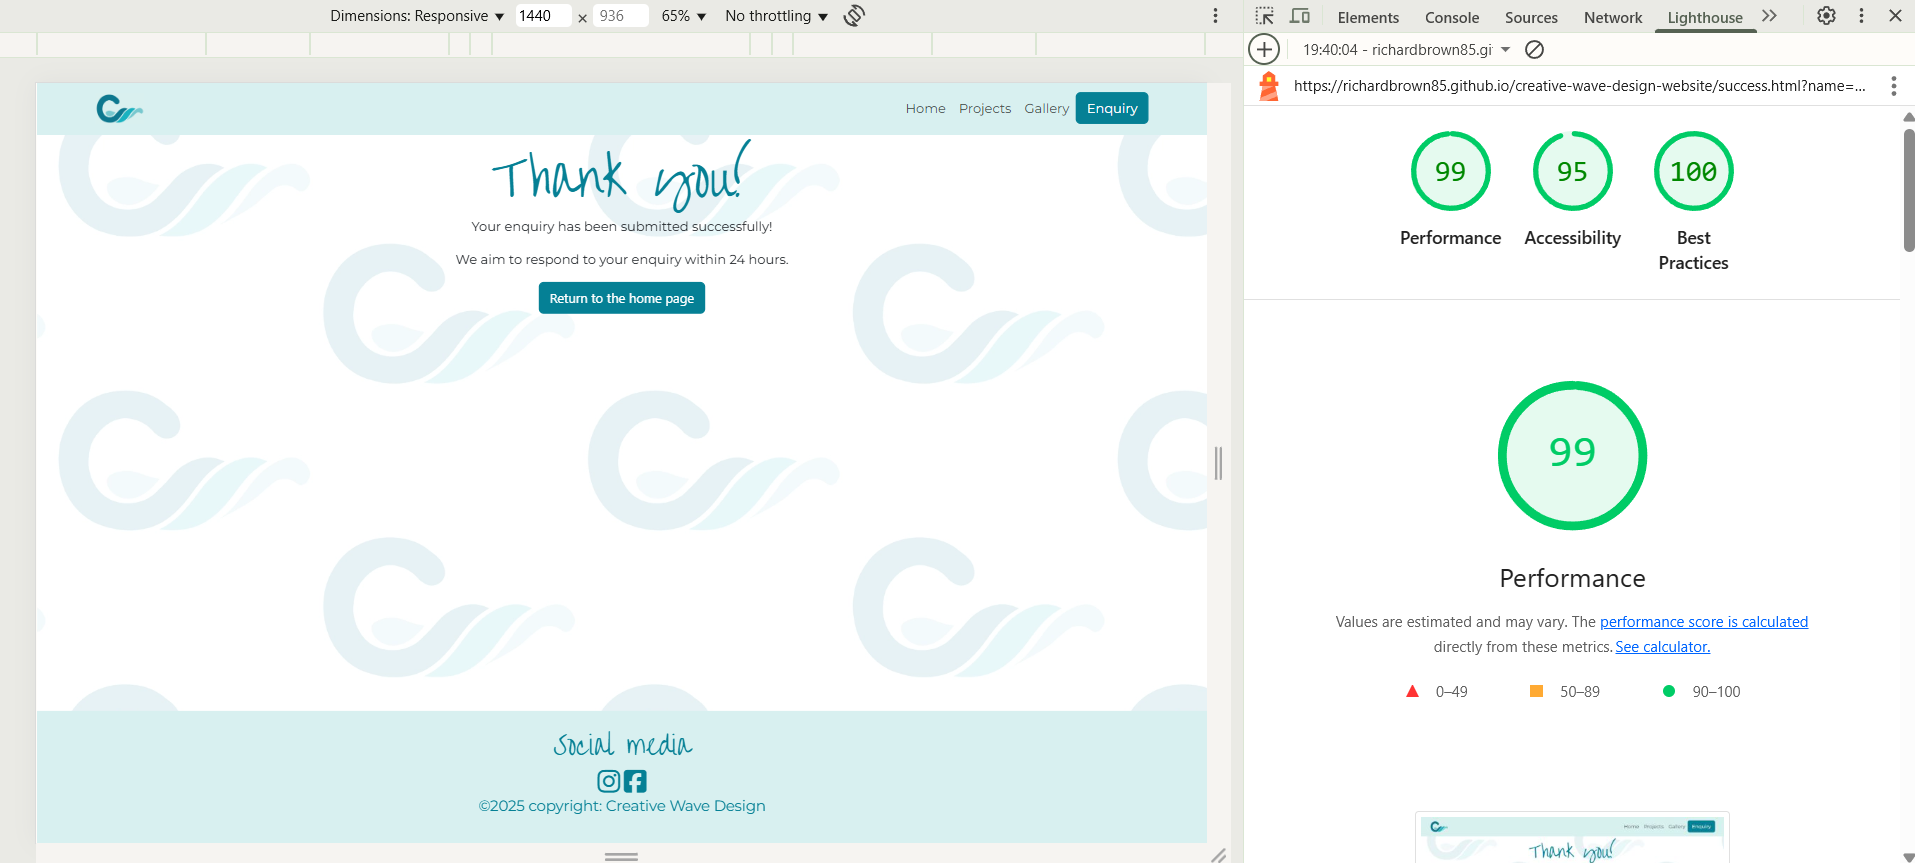 Dimensions: Responsive ▼ 1440 × 936 65% ▼ No throttling ▼
Elements Console Sources Network Lighthouse
19:40:04 - richardbrown85.gi
https://richardbrown85.github.io/creative-wave-design-website/success.html?name=...
Home Projects Gallery Enquiry
Thank you!
Your enquiry has been submitted successfully!
We aim to respond to your enquiry within 24 hours.
Return to the home page
Social media
©2025 copyright: Creative Wave Design
99
Performance
95
Accessibility
100
Best
Practices
99
Performance
Values are estimated and may vary. The performance score is calculated
directly from these metrics. See calculator.
0–49 50–89 90–100
Home Projects Gallery Enquiry
Thank you!